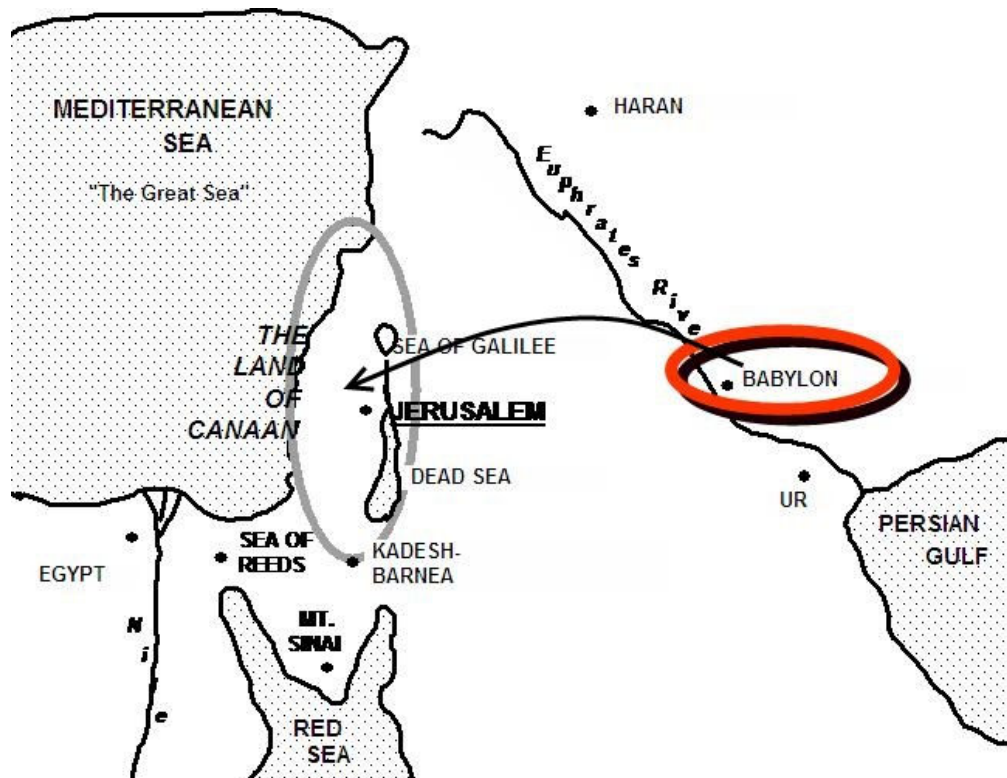 MEDITERRANEAN
SEA
"The Great Sea"
HARAN
Euphrates Rive
THE
LAND
OF
CANAAN
SEA OF GALILEE
BABYLON
JERUSALEM
DEAD SEA
UR
PERSIAN
GULF
SEA OF
REEDS
KADESH-
BARNEA
EGYPT
Nile
MT.
SINAI
RED
SEA